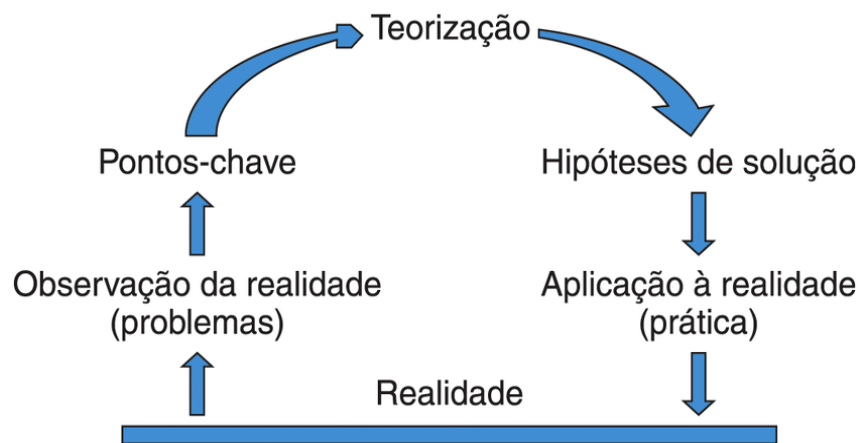 Teorização
Pontos-chave
Hipóteses de solução
Observação da realidade
(problemas)
Aplicação à realidade
(prática)
Realidade